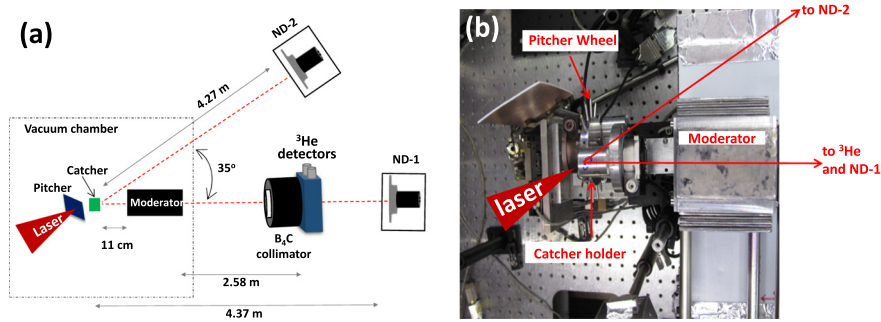 (a)
ND-2
4.27 m
Vacuum chamber
Catcher
Pitcher
Laser
Moderator
11 cm
35°
³He
detectors
ND-1
B₄C
collimator
2.58 m
4.37 m
(b)
to ND-2
Pitcher Wheel
Moderator
to ³He
and ND-1
laser
Catcher holder